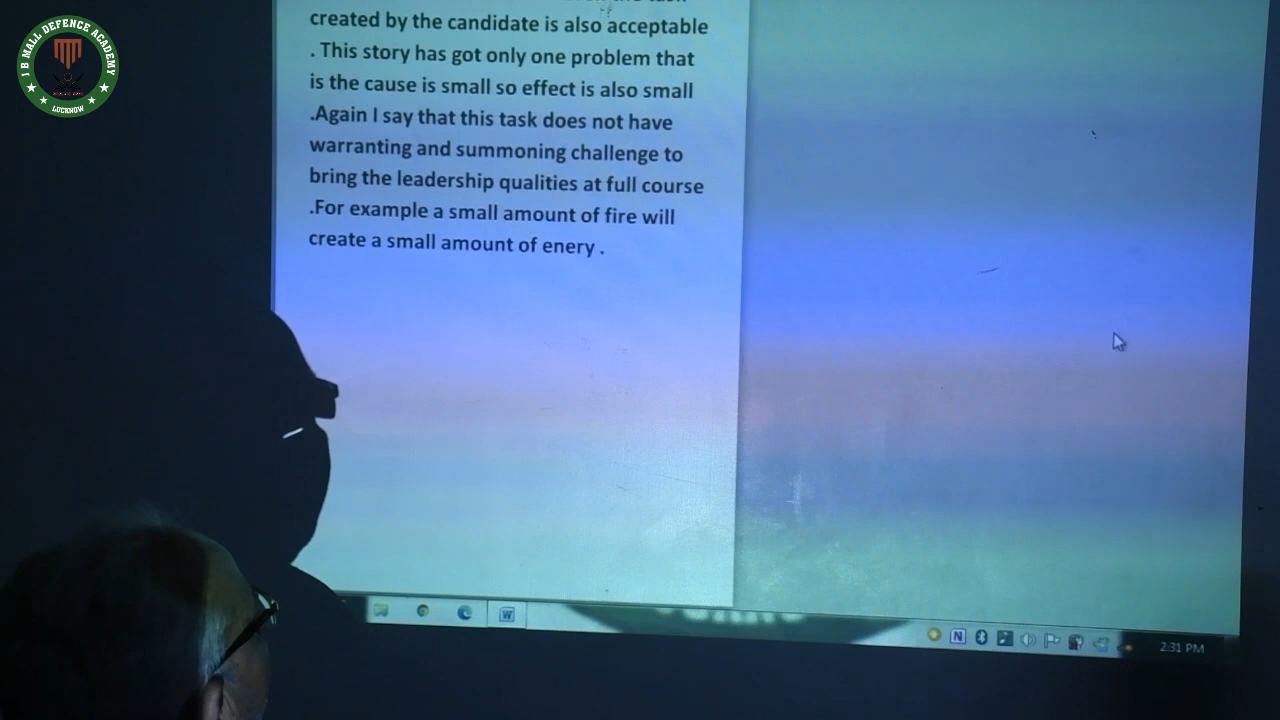 created by the candidate is also acceptable
. This story has got only one problem that
is the cause is small so effect is also small
.Again I say that this task does not have
warranting and summoning challenge to
bring the leadership qualities at full course
.For example a small amount of fire will
create a small amount of enery .
J B MALL DEFENCE ACADEMY
LUCKNOW
W
N
2:31 PM